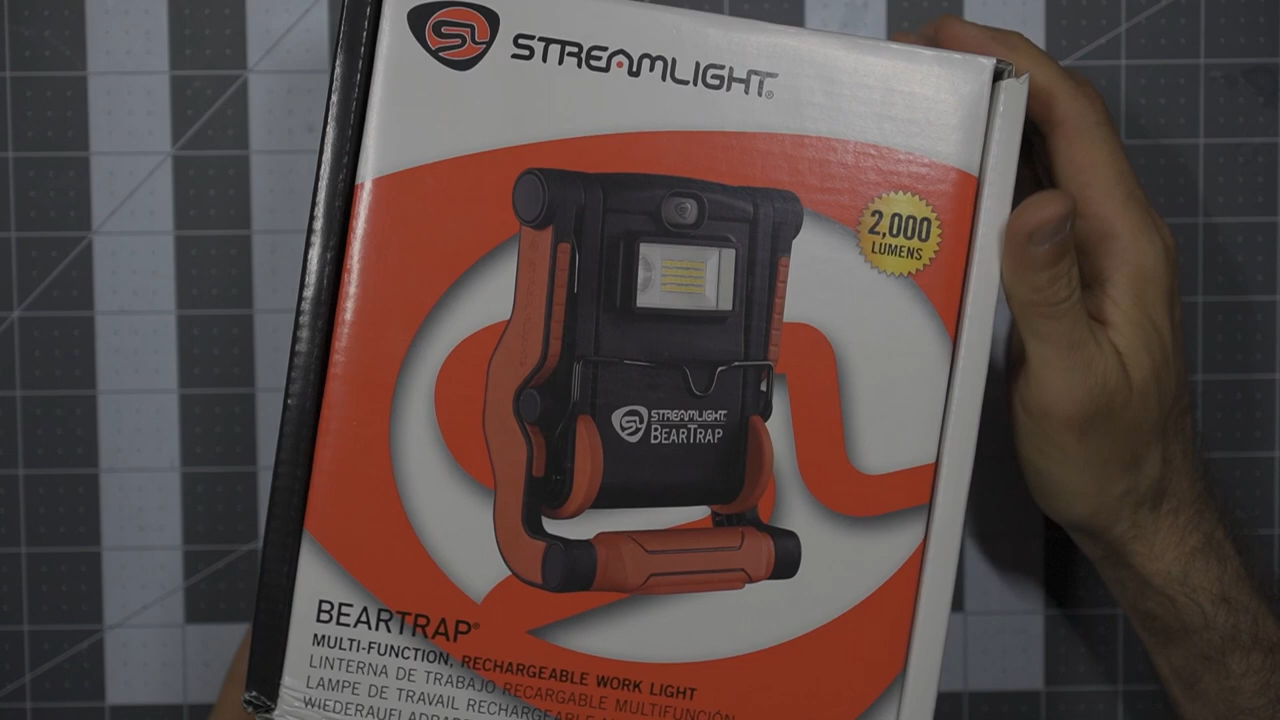 STREAMLIGHT®
2,000
LUMENS
STREAMLIGHT
BEARTRAP
BEARTRAP®
MULTI-FUNCTION, RECHARGEABLE WORK LIGHT
LINTERNA DE TRABAJO RECARGABLE MULTIFUNCIÓN
LAMPE DE TRAVAIL RECHARGEABLE